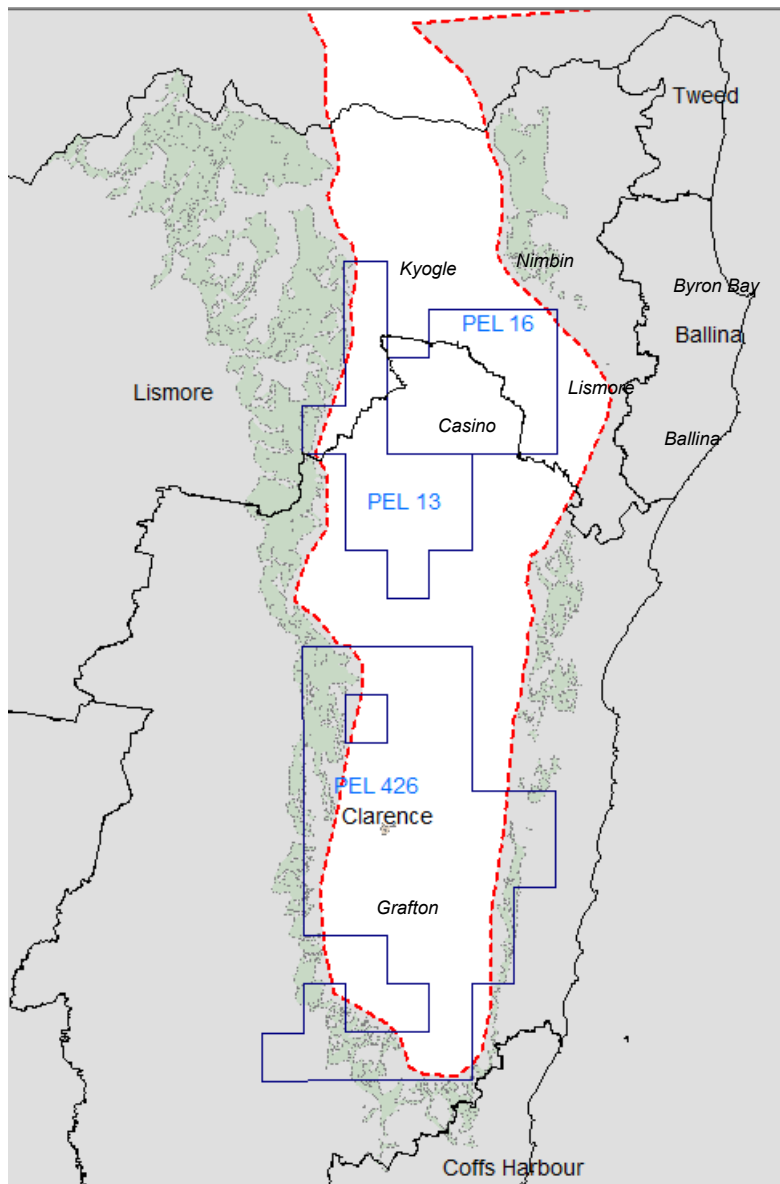 Tweed
Kyogle
Nimbin
Byron Bay
PEL 16
Ballina
Lismore
Lismore
Casino
Ballina
PEL 13
PEL 426
Clarence
Grafton
Coffs Harbour